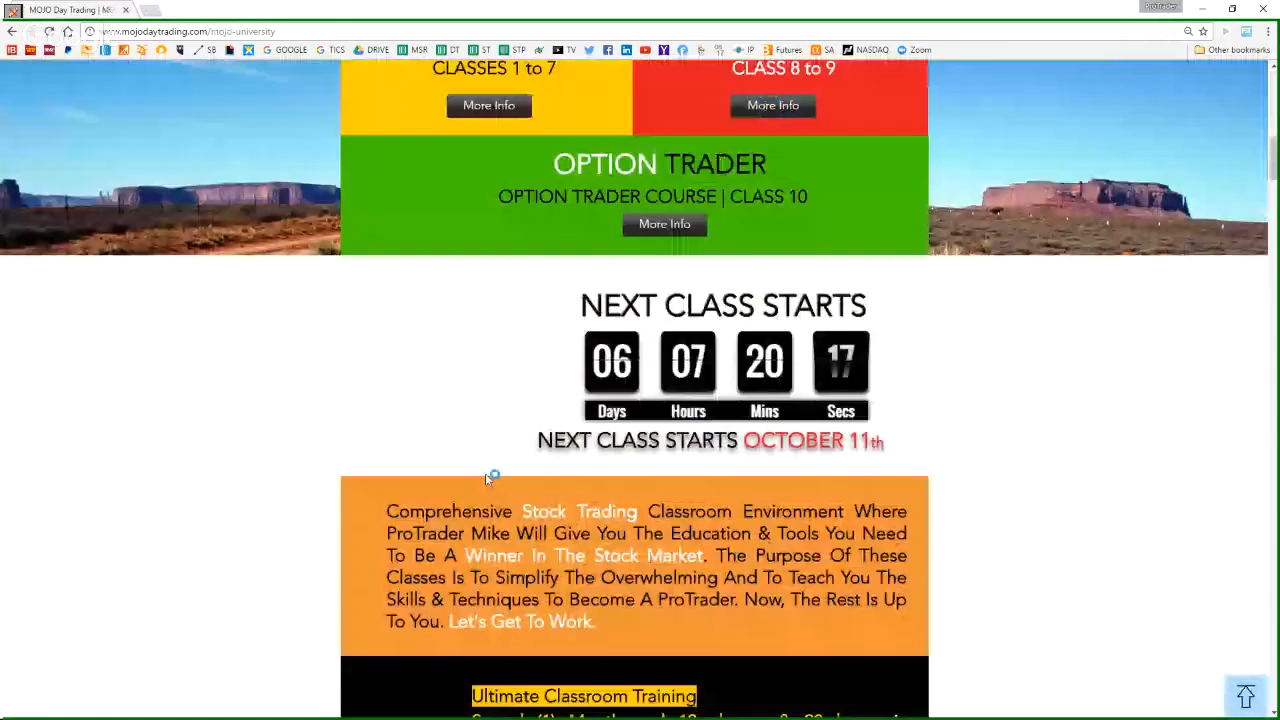 ProTrader
MOJO Day Trading | M
www.mojodaytrading.com/mojo-university
SB GOOGLE TICS DRIVE MSR DT ST STP TV IP Futures SA NASDAQ Zoom Other bookmarks
CLASSES 1 to 7
More Info
CLASS 8 to 9
More Info
OPTION TRADER
OPTION TRADER COURSE | CLASS 10
More Info
NEXT CLASS STARTS
06 07 20 17
Days Hours Mins Secs
NEXT CLASS STARTS OCTOBER 11th
Comprehensive Stock Trading Classroom Environment Where
ProTrader Mike Will Give You The Education & Tools You Need
To Be A Winner In The Stock Market. The Purpose Of These
Classes Is To Simplify The Overwhelming And To Teach You The
Skills & Techniques To Become A ProTrader. Now, The Rest Is Up
To You. Let's Get To Work.
Ultimate Classroom Training